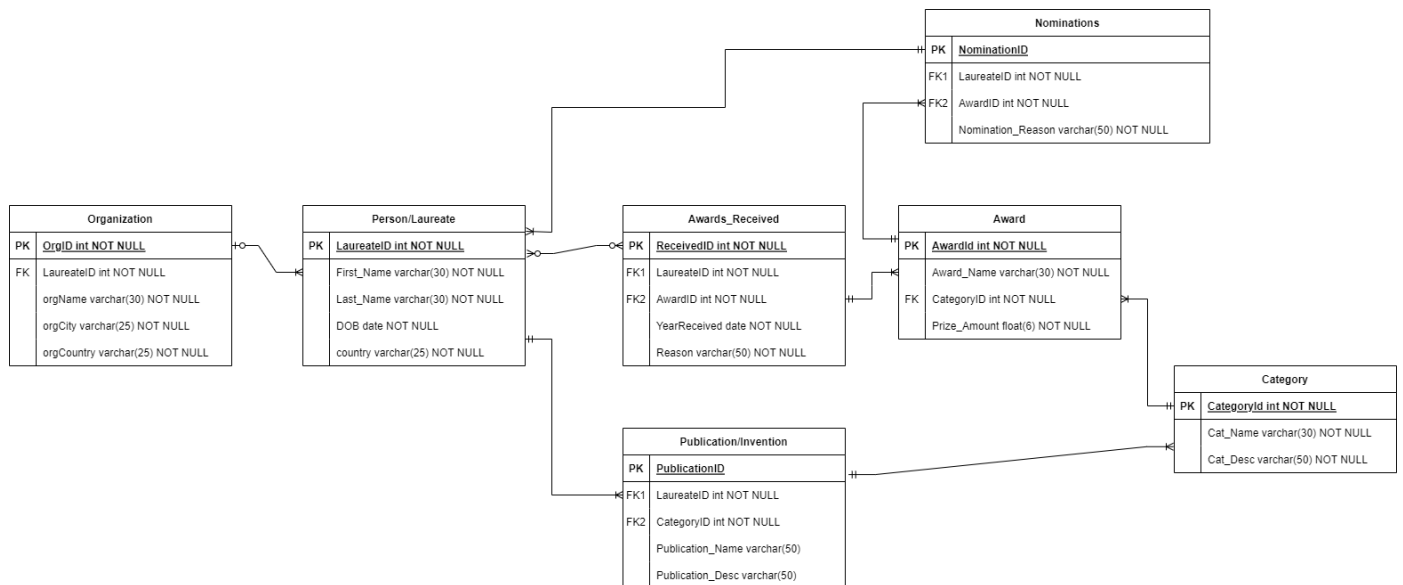 Nominations
PK NominationID
FK1 LaureateID int NOT NULL
FK2 AwardID int NOT NULL
Nomination_Reason varchar(50) NOT NULL
Organization
PK OrgID int NOT NULL
FK LaureateID int NOT NULL
orgName varchar(30) NOT NULL
orgCity varchar(25) NOT NULL
orgCountry varchar(25) NOT NULL
Person/Laureate
PK LaureateID int NOT NULL
First_Name varchar(30) NOT NULL
Last_Name varchar(30) NOT NULL
DOB date NOT NULL
country varchar(25) NOT NULL
Awards_Received
PK ReceivedID int NOT NULL
FK1 LaureateID int NOT NULL
FK2 AwardID int NOT NULL
YearReceived date NOT NULL
Reason varchar(50) NOT NULL
Award
PK AwardId int NOT NULL
Award_Name varchar(30) NOT NULL
FK CategoryID int NOT NULL
Prize_Amount float(6) NOT NULL
Category
PK CategoryId int NOT NULL
Cat_Name varchar(30) NOT NULL
Cat_Desc varchar(50) NOT NULL
Publication/Invention
PK PublicationID
FK1 LaureateID int NOT NULL
FK2 CategoryID int NOT NULL
Publication_Name varchar(50)
Publication_Desc varchar(50)